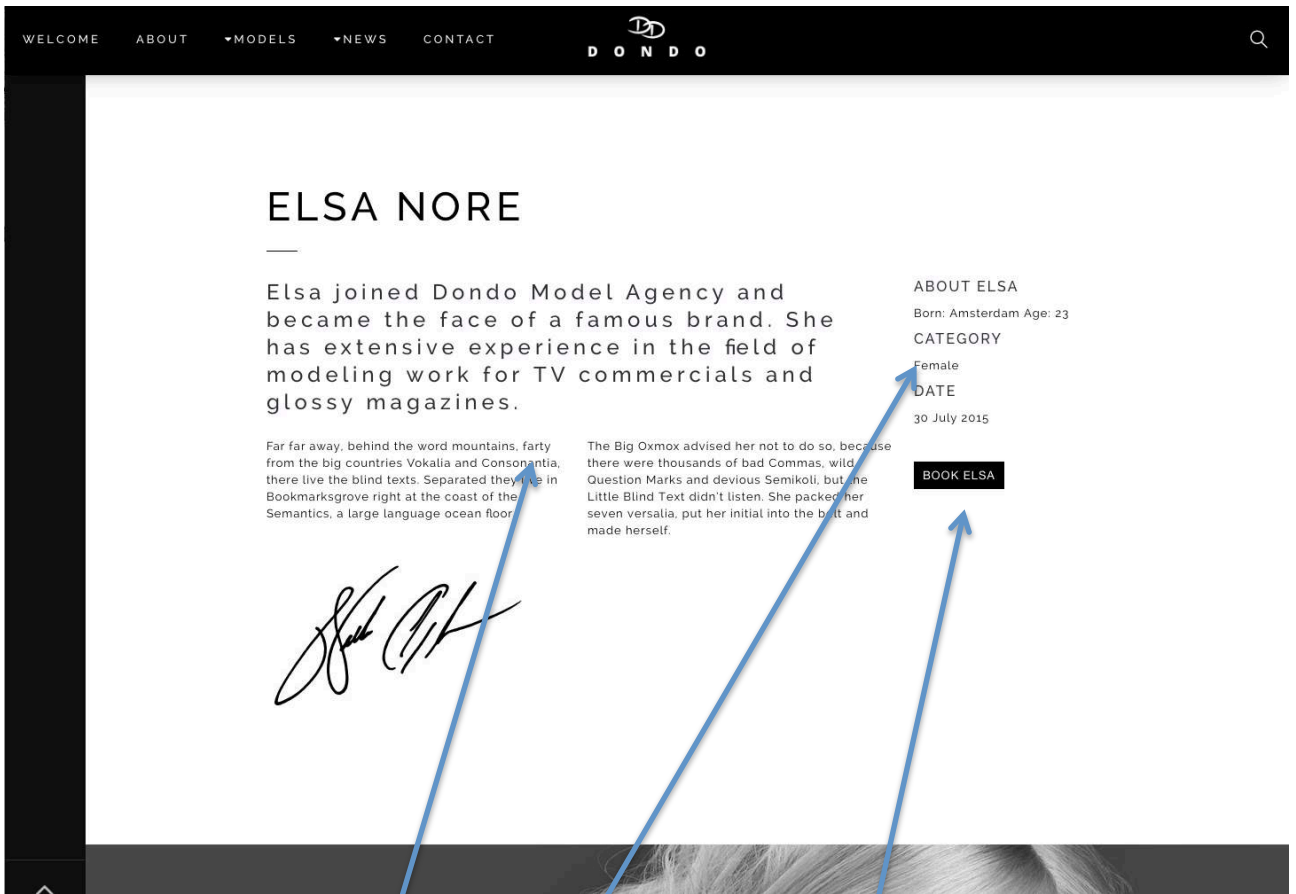 WELCOME ABOUT MODELS NEWS CONTACT
DONDO
ELSA NORE
Elsa joined Dondo Model Agency and
became the face of a famous brand. She
has extensive experience in the field of
modeling work for TV commercials and
glossy magazines.
Far far away, behind the word mountains, farty
from the big countries Vokalia and Consonantia,
there live the blind texts. Separated they live in
Bookmarksgrove right at the coast of the
Semantics, a large language ocean floor
The Big Oxmox advised her not to do so, because
there were thousands of bad Commas, wild
Question Marks and devious Semikoli, but the
Little Blind Text didn't listen. She packed her
seven versalia, put her initial into the belt and
made herself.
ABOUT ELSA
Born: Amsterdam Age: 23
CATEGORY
Female
DATE
30 July 2015
BOOK ELSA